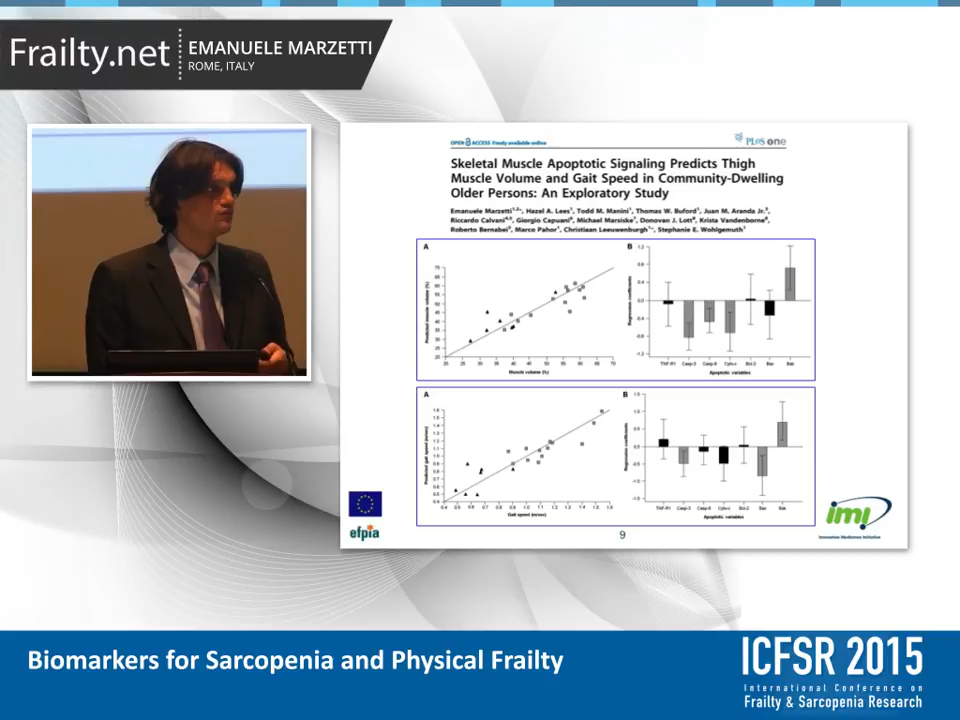 Frailty.net
EMANUELE MARZETTI
ROME, ITALY
OPEN ACCESS Freely available online
PLoS one
Skeletal Muscle Apoptotic Signaling Predicts Thigh
Muscle Volume and Gait Speed in Community-Dwelling
Older Persons: An Exploratory Study
Emanuele Marzetti, Hazel A. Lees, Todd M. Manini, Thomas W. Buford, Juan M. Aranda Jr.,
Riccardo Calvani, Giorgio Capuani, Michael Marsiske, Donovan J. Lott, Krista Vandenborne,
Roberto Bernabei, Marco Pahor, Christiaan Leeuwenburgh, Stephanie E. Wohlgemuth
A
B
Predicted muscle volume (%)
Muscle volume (%)
Regression coefficients
TNF-R1 Casp-3 Casp-8 Cyto-c Bcl-2 Bax Bak
Apoptotic variables
A
B
Predicted gait speed (m/sec)
Gait speed (m/sec)
Regression coefficients
TNF-R1 Casp-3 Casp-8 Cyto-c Bcl-2 Bax Bak
Apoptotic variables
efpia
9
imi
Innovative Medicines Initiative
Biomarkers for Sarcopenia and Physical Frailty
ICFSR 2015
International Conference on
Frailty & Sarcopenia Research